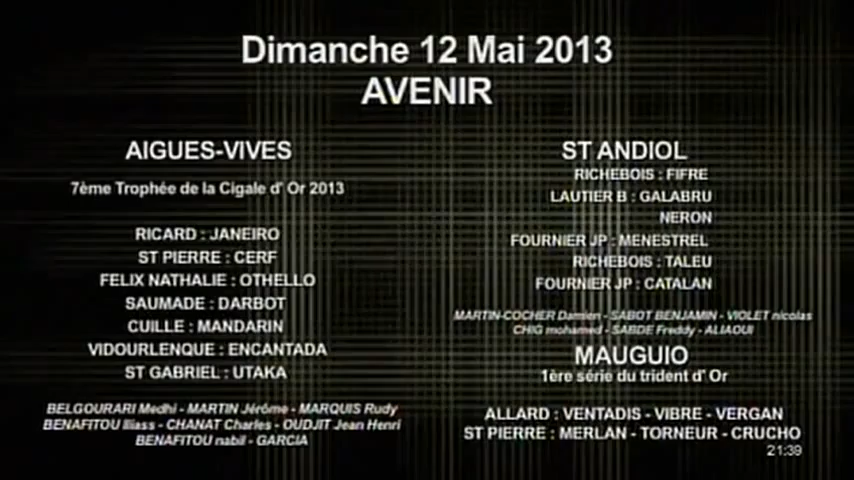 Dimanche 12 Mai 2013
AVENIR
AIGUES-VIVES
7ème Trophée de la Cigale d' Or 2013
RICARD : JANEIRO
ST PIERRE : CERF
FELIX NATHALIE : OTHELLO
SAUMADE : DARBOT
CUILLE : MANDARIN
VIDOURLENQUE : ENCANTADA
ST GABRIEL : UTAKA
BELGOURARI Medhi - MARTIN Jérôme - MARQUIS Rudy
BENAFITOU Illiass - CHANAT Charles - OUDJIT Jean Henri
BENAFITOU nabil - GARCIA
ST ANDIOL
RICHEBOIS : FIFRE
LAUTIER B : GALABRU
NERON
FOURNIER JP : MENESTREL
RICHEBOIS : TALEU
FOURNIER JP : CATALAN
MARTIN-COCHER Damien - SABOT BENJAMIN - VIOLET nicolas
CHIG mohamed - SABDE Freddy - ALIAOUI
MAUGUIO
1ère série du trident d' Or
ALLARD : VENTADIS - VIBRE - VERGAN
ST PIERRE : MERLAN - TORNEUR - CRUCHO
21:39